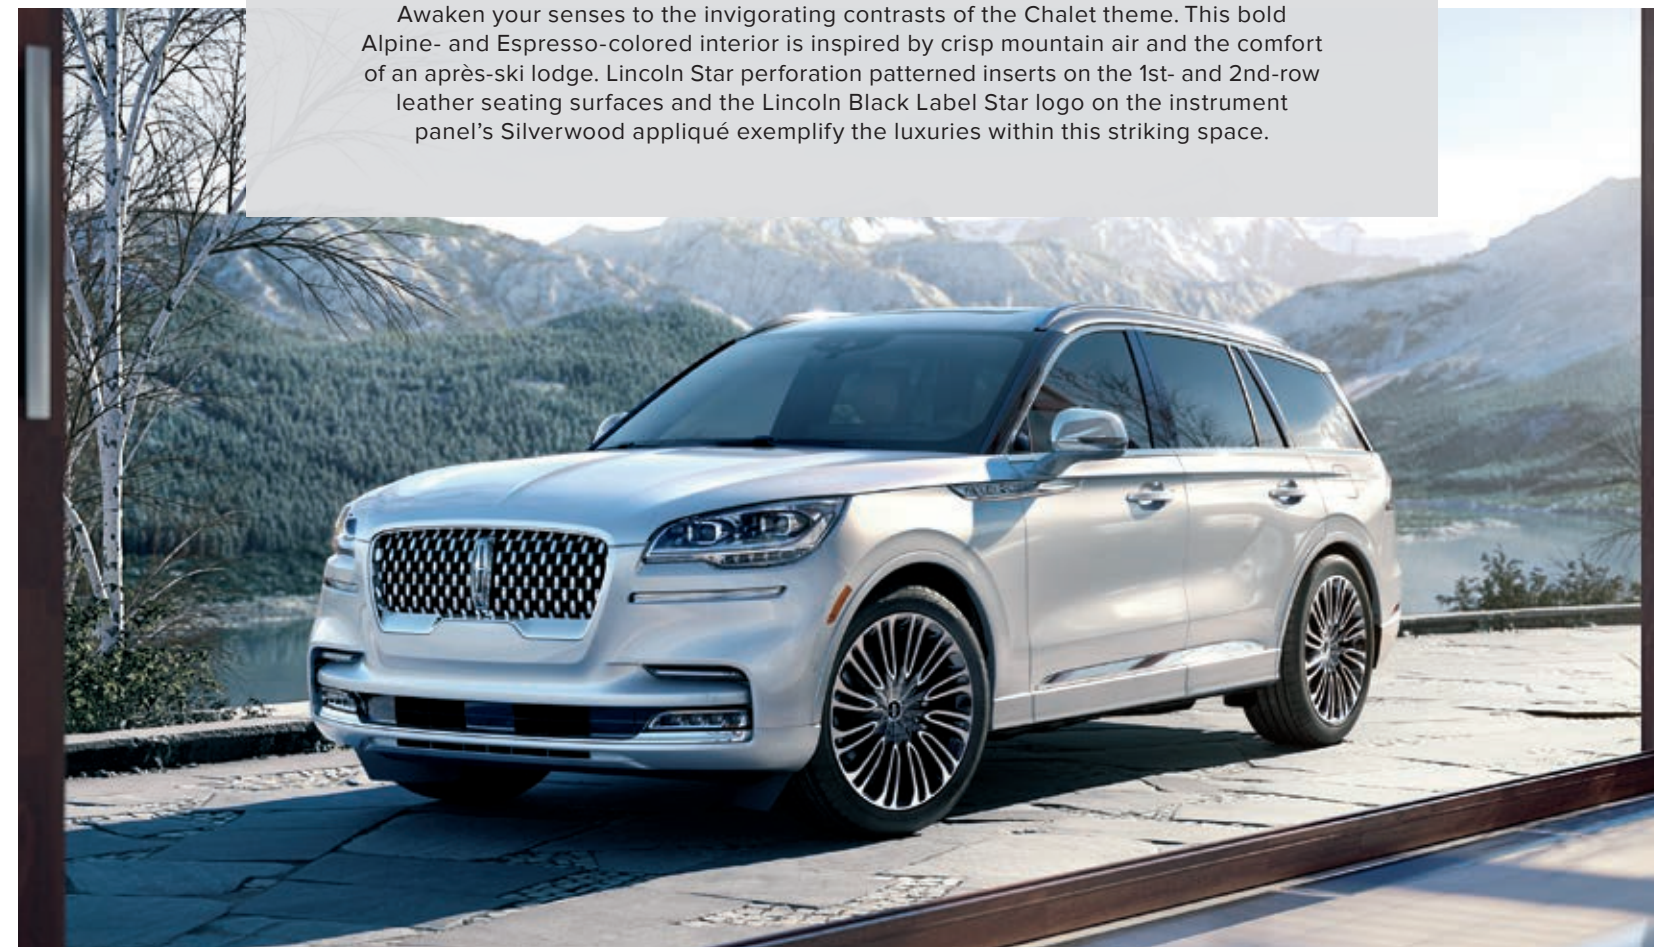 Awaken your senses to the invigorating contrasts of the Chalet theme. This bold
Alpine- and Espresso-colored interior is inspired by crisp mountain air and the comfort
of an après-ski lodge. Lincoln Star perforation patterned inserts on the 1st- and 2nd-row
leather seating surfaces and the Lincoln Black Label Star logo on the instrument
panel’s Silverwood appliqué exemplify the luxuries within this striking space.